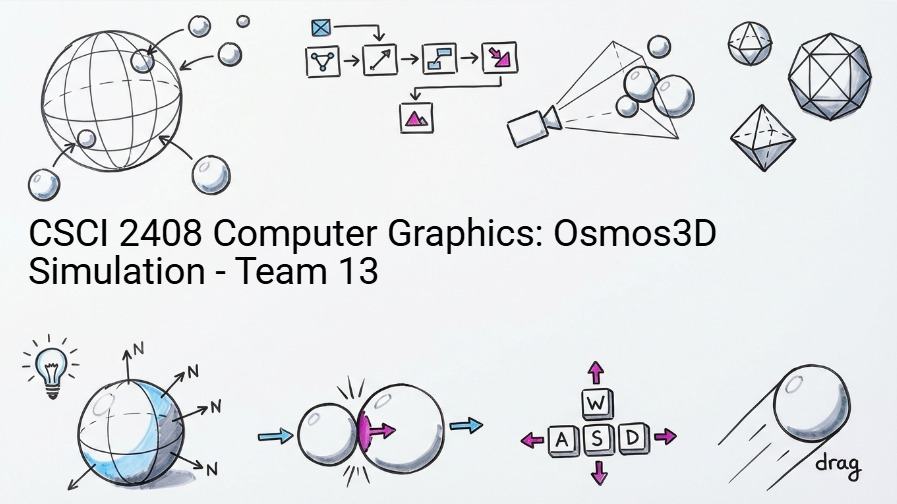 CSCI 2408 Computer Graphics: Osmos3D
Simulation - Team 13
N
N
N
N
W
A S D
drag